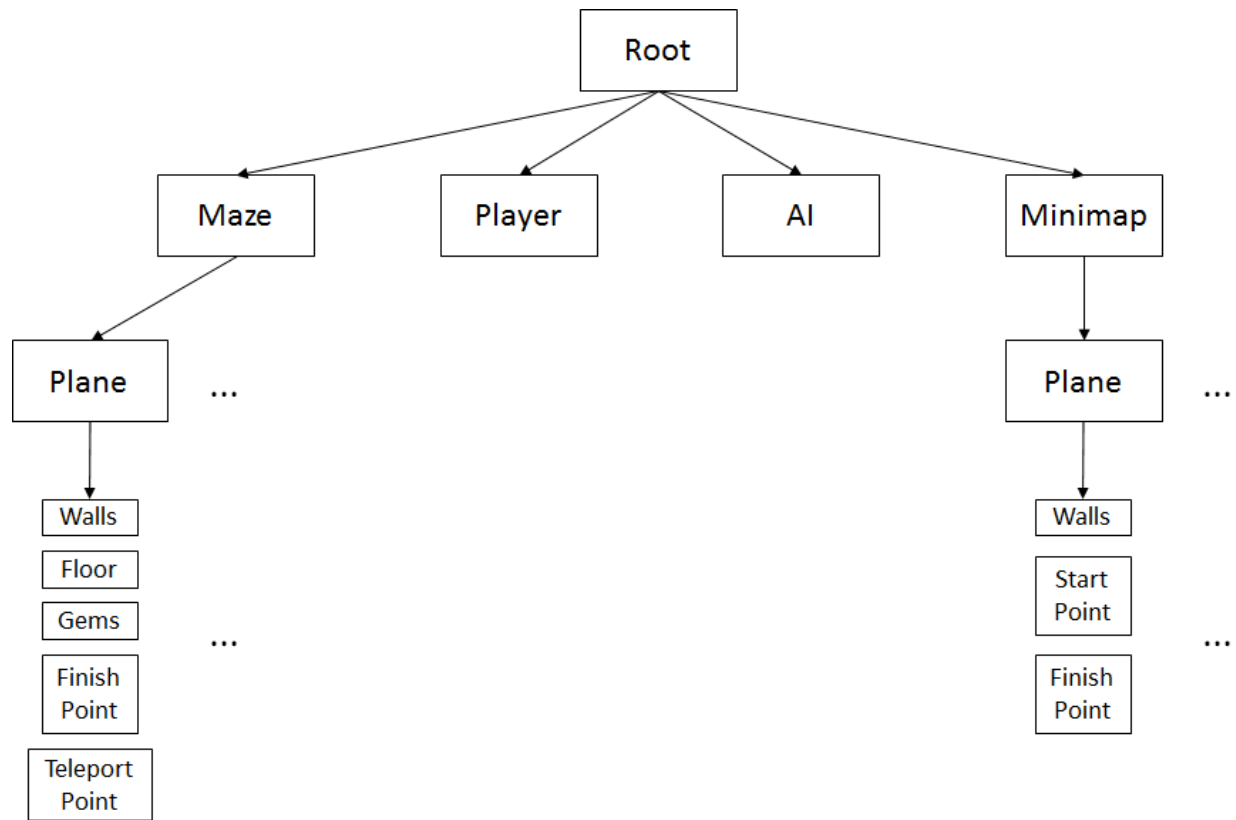 Root
Maze
Player
AI
Minimap
Plane
...
Plane
...
Walls
Floor
Gems
Finish
Point
Teleport
Point
...
Walls
Start
Point
Finish
Point
...